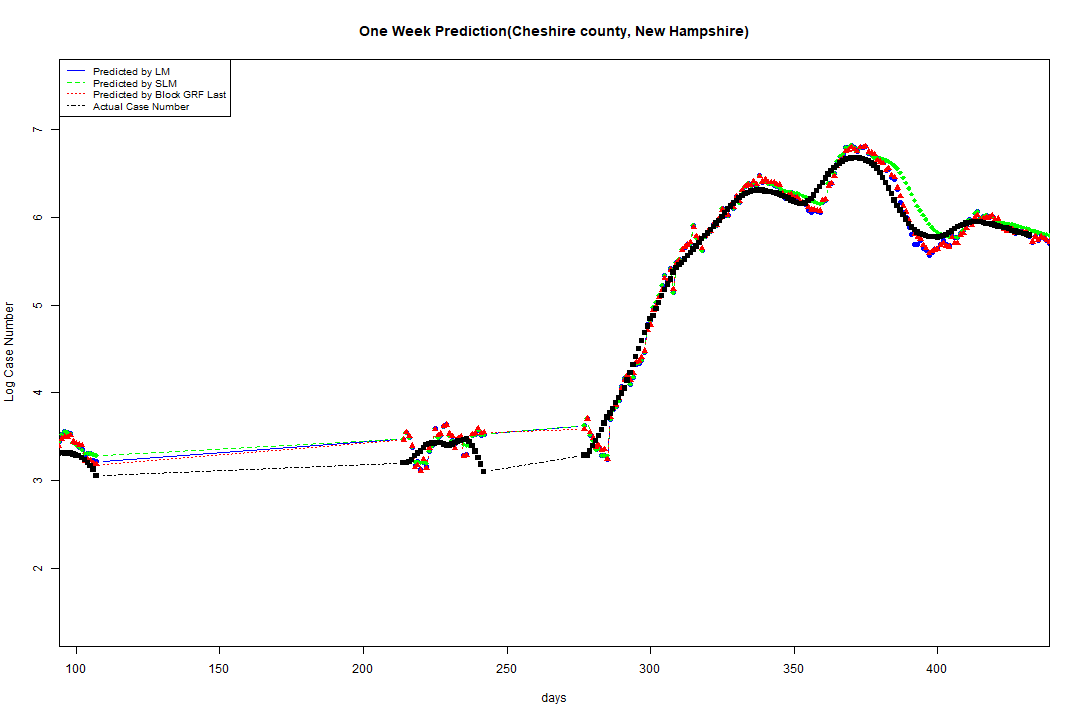 One Week Prediction(Cheshire county, New Hampshire)
Predicted by LM
Predicted by SLM
Predicted by Block GRF Last
Actual Case Number
7
6
5
4
3
2
Log Case Number
100 150 200 250 300 350 400
days